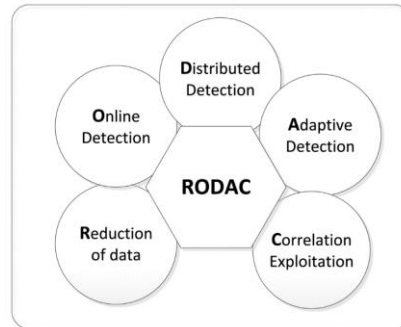 Distributed
Detection
Online
Detection
Adaptive
Detection
RODAC
Reduction
of data
Correlation
Exploitation